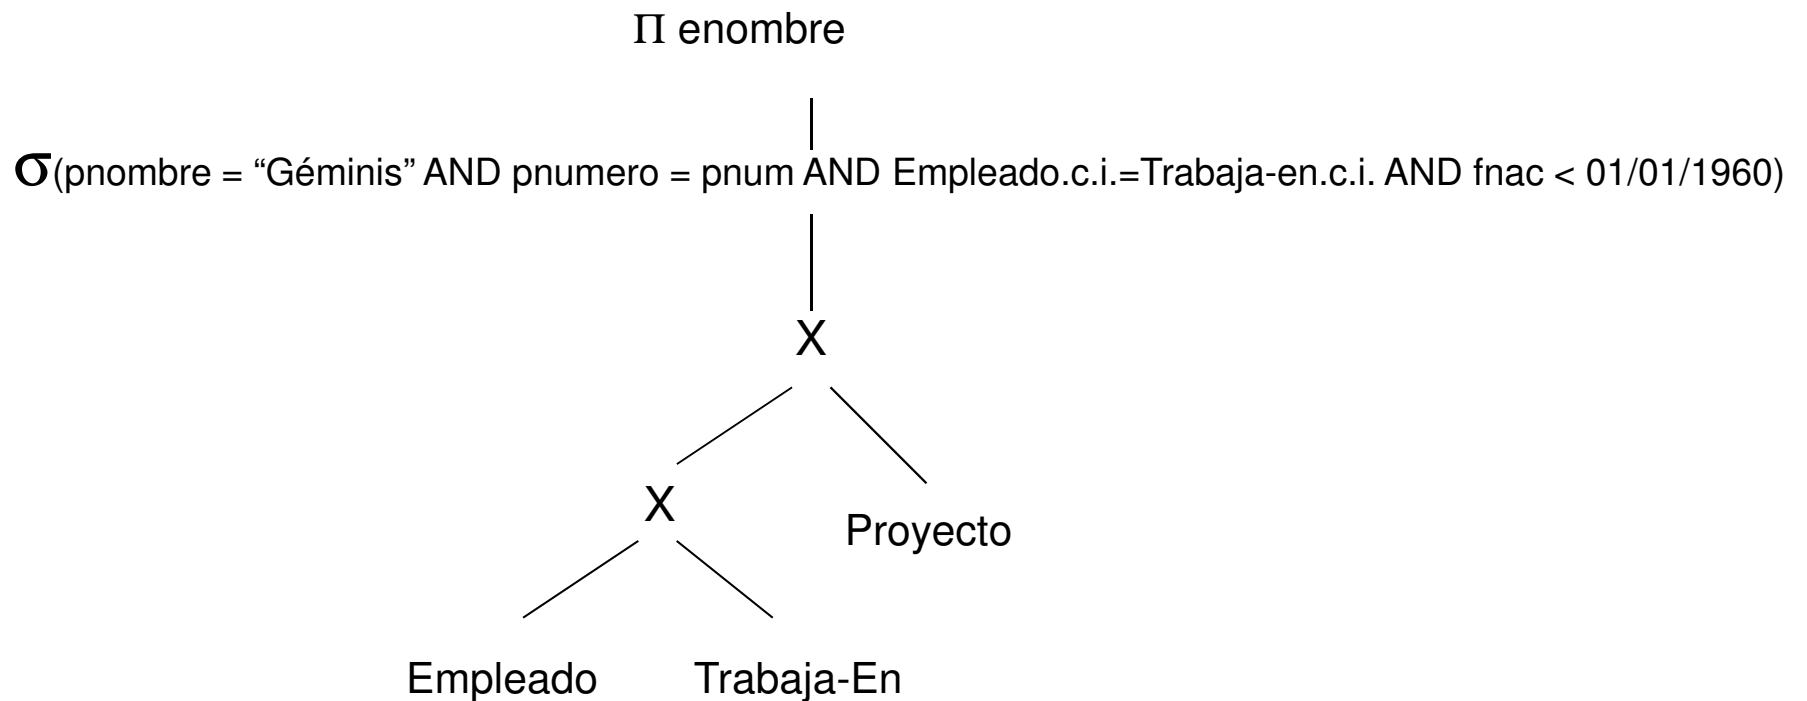 Π enombre
σ(pnombre = “Géminis” AND pnumero = pnum AND Empleado.c.i.=Trabaja-en.c.i. AND fnac < 01/01/1960)
X
X
Proyecto
Empleado Trabaja-En